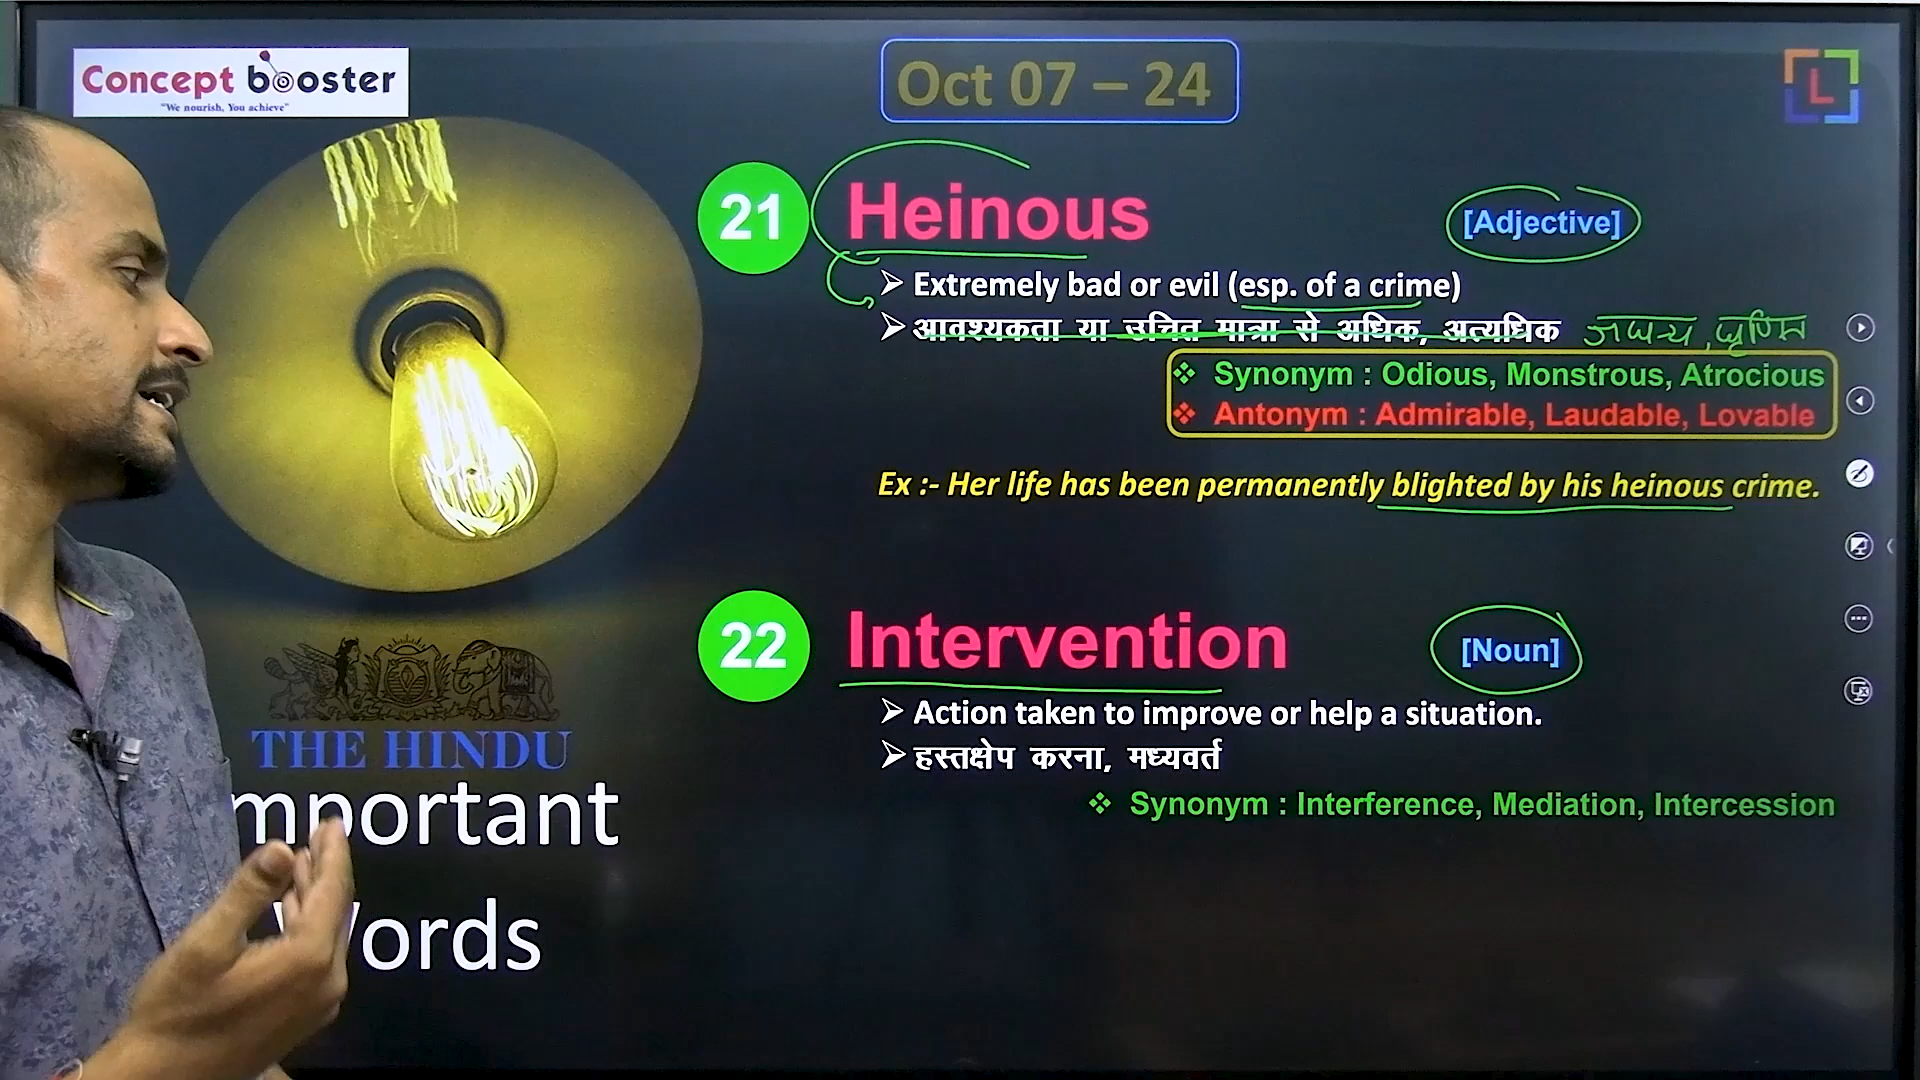 Concept booster
"We nourish, You achieve"
Oct 07 – 24
L
21 Heinous [Adjective]
➢ Extremely bad or evil (esp. of a crime)
➢ आवश्यकता या उचित मात्रा से अधिक, अत्यधिक जघन्य, घृणित
❖ Synonym : Odious, Monstrous, Atrocious
❖ Antonym : Admirable, Laudable, Lovable
Ex :- Her life has been permanently blighted by his heinous crime.
22 Intervention [Noun]
➢ Action taken to improve or help a situation.
➢ हस्तक्षेप करना, मध्यवर्त
❖ Synonym : Interference, Mediation, Intercession
THE HINDU
mportant
Words